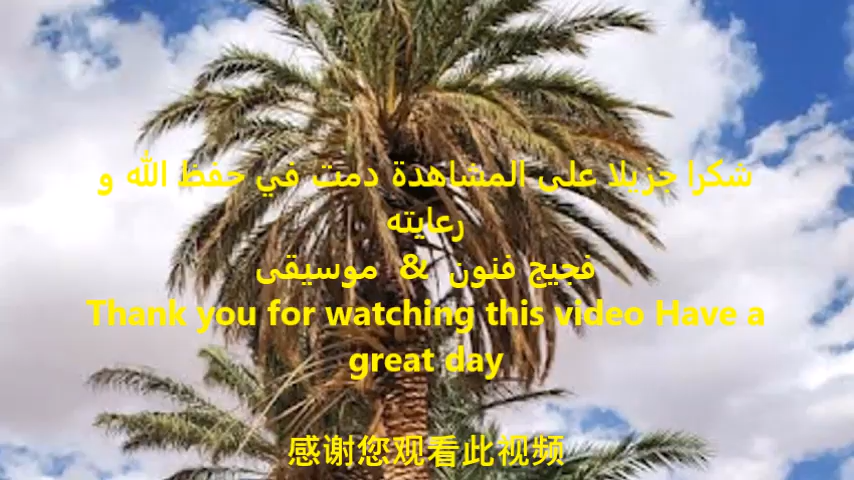 شكرا جزيلا على المشاهدة دمت في حفظ الله و
رعايته
فجيج فنون & موسيقى
Thank you for watching this video Have a
great day
感谢您观看此视频